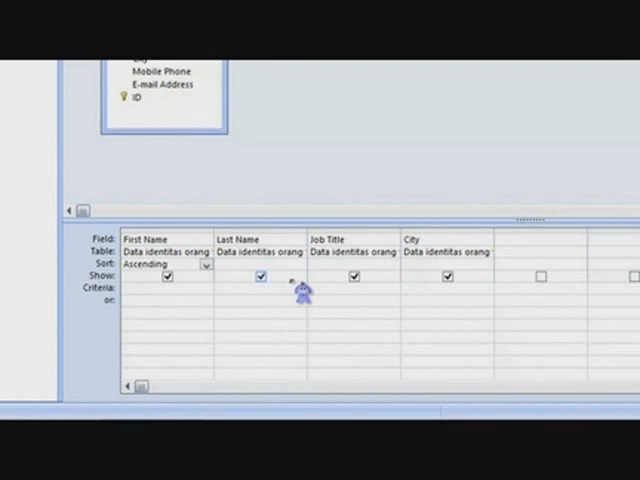 City
Mobile Phone
E-mail Address
ID
Field: First Name Last Name Job Title City
Table: Data identitas orang Data identitas orang Data identitas orang Data identitas orang
Sort: Ascending
Show:
Criteria:
or: